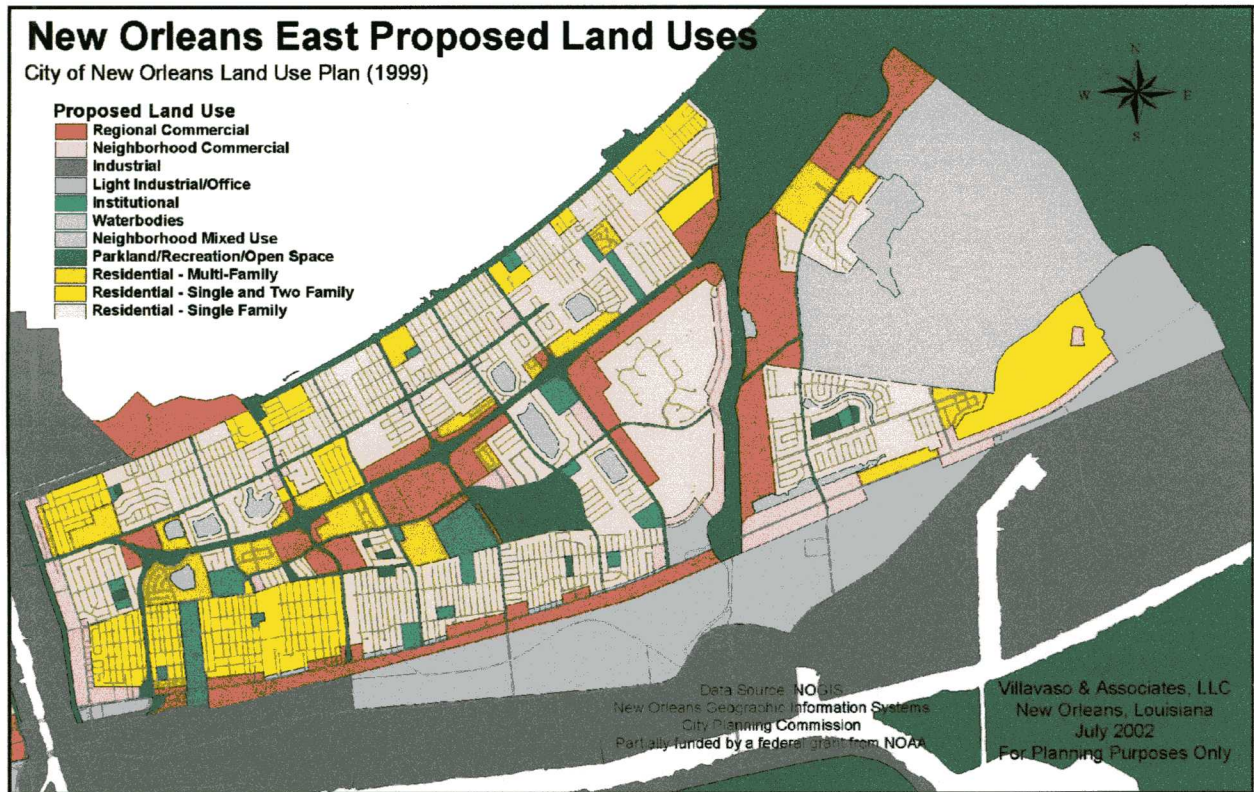 New Orleans East Proposed Land Uses
City of New Orleans Land Use Plan (1999)
Proposed Land Use
Regional Commercial
Neighborhood Commercial
Industrial
Light Industrial/Office
Institutional
Waterbodies
Neighborhood Mixed Use
Parkland/Recreation/Open Space
Residential - Multi-Family
Residential - Single and Two Family
Residential - Single Family
N
W E
S
Data Source: NOGIS
New Orleans Geographic Information Systems
City Planning Commission
Partially funded by a federal grant from NOAA
Villavaso & Associates, LLC
New Orleans, Louisiana
July 2002
For Planning Purposes Only